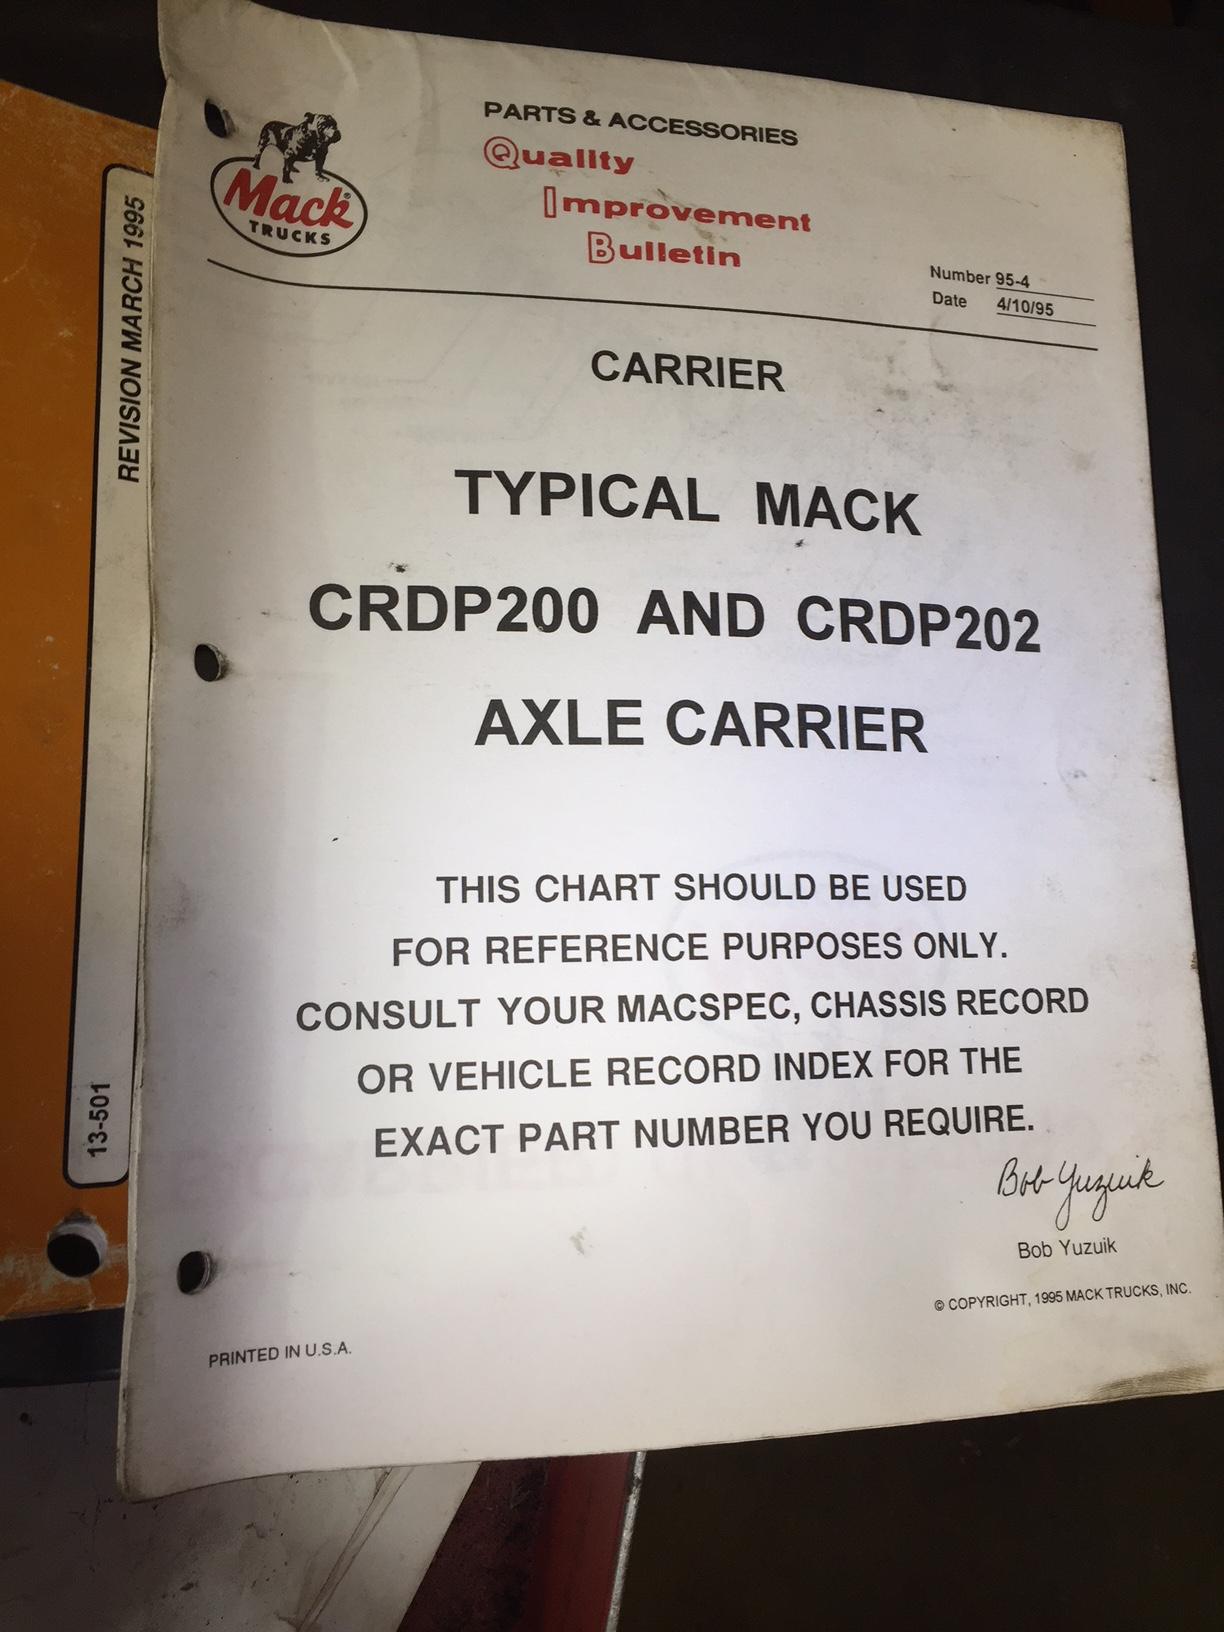 PARTS & ACCESSORIES
Quality
Improvement
Bulletin
Mack®
TRUCKS
Number 95-4
Date 4/10/95
CARRIER
TYPICAL MACK
CRDP200 AND CRDP202
AXLE CARRIER
THIS CHART SHOULD BE USED
FOR REFERENCE PURPOSES ONLY.
CONSULT YOUR MACSPEC, CHASSIS RECORD
OR VEHICLE RECORD INDEX FOR THE
EXACT PART NUMBER YOU REQUIRE.
Bob Yuzuik
Bob Yuzuik
© COPYRIGHT, 1995 MACK TRUCKS, INC.
PRINTED IN U.S.A.
REVISION MARCH 1995
13-501